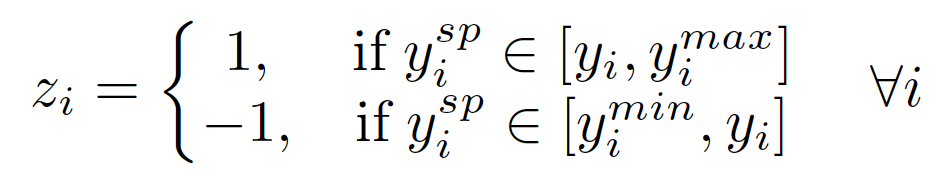 z_i = { 1, if y_i^{sp} ∈ [y_i, y_i^{max}]
−1, if y_i^{sp} ∈ [y_i^{min}, y_i] ∀i